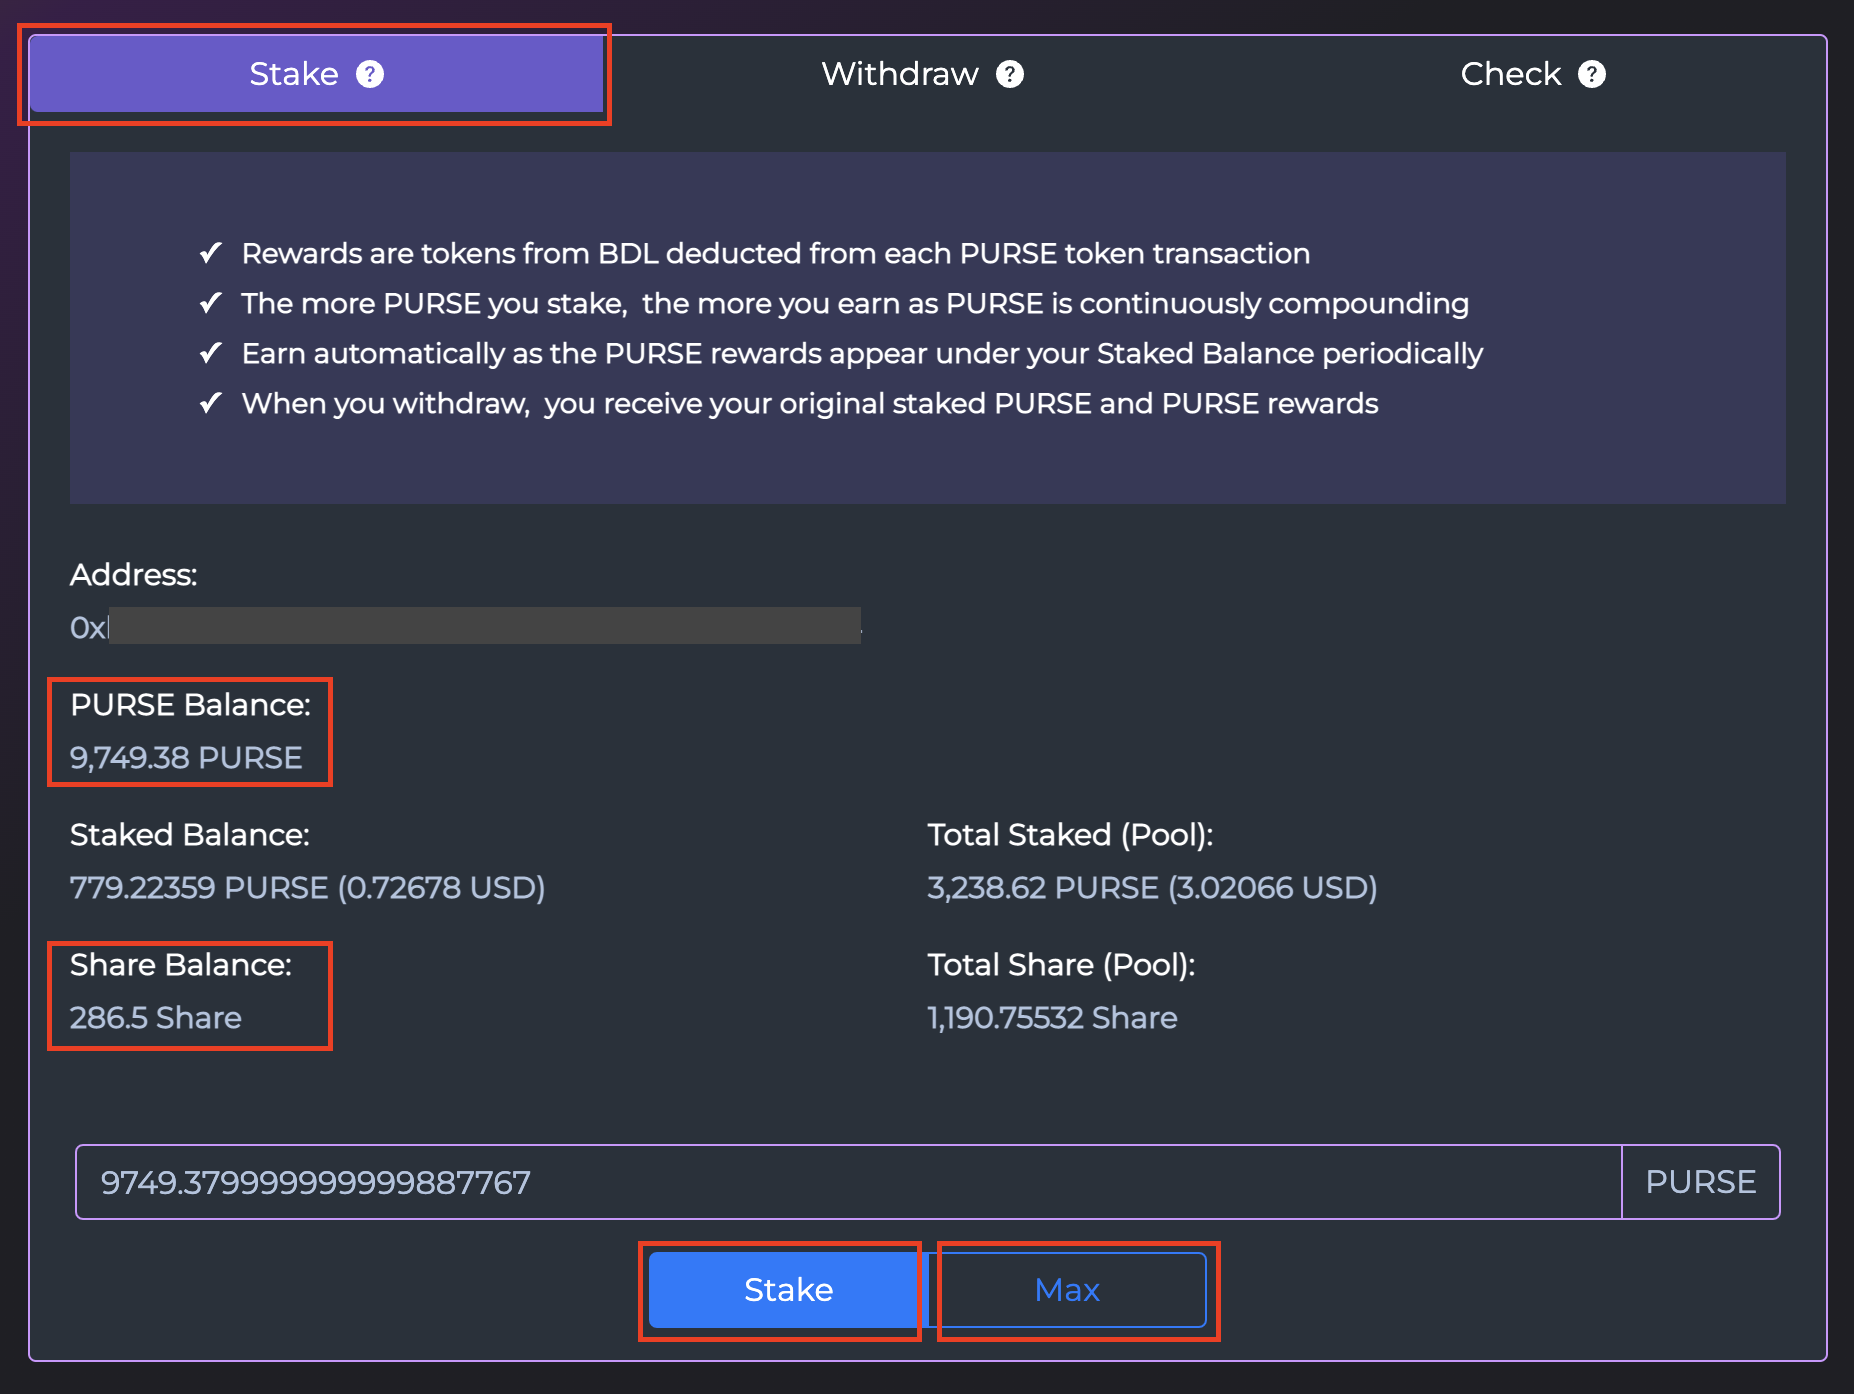 Stake ?
Withdraw ?
Check ?
✓ Rewards are tokens from BDL deducted from each PURSE token transaction
✓ The more PURSE you stake, the more you earn as PURSE is continuously compounding
✓ Earn automatically as the PURSE rewards appear under your Staked Balance periodically
✓ When you withdraw, you receive your original staked PURSE and PURSE rewards
Address:
0x
PURSE Balance:
9,749.38 PURSE
Staked Balance:
779.22359 PURSE (0.72678 USD)
Total Staked (Pool):
3,238.62 PURSE (3.02066 USD)
Share Balance:
286.5 Share
Total Share (Pool):
1,190.75532 Share
9749.379999999999887767
PURSE
Stake
Max